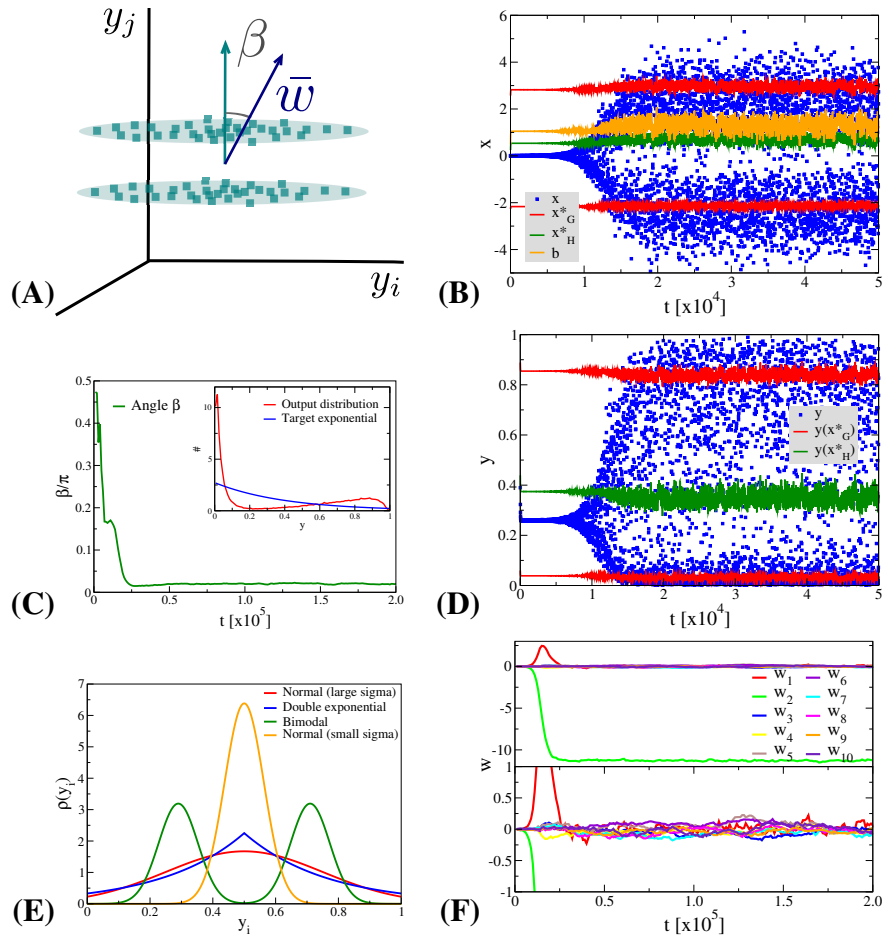 y_j
β
w̄
y_i
(A)
x
4
2
0
-2
-4
x
x*_G
x*_H
b
0
1
2
3
4
5
t [x10^4]
(B)
β/π
0.5
0.4
0.3
0.2
0.1
0
Angle β
#
10
5
0
Output distribution
Target exponential
0
0.2
0.4
0.6
0.8
1
y
0
0.5
1.0
1.5
2.0
t [x10^5]
(C)
y
1
0.8
0.6
0.4
0.2
0
y
y(x*_G)
y(x*_H)
0
1
2
3
4
5
t [x10^4]
(D)
ρ(y_i)
7
6
5
4
3
2
1
0
Normal (large sigma)
Double exponential
Bimodal
Normal (small sigma)
0
0.2
0.4
0.6
0.8
1
y_i
(E)
w
0
-5
-10
w_1 w_6
w_2 w_7
w_3 w_8
w_4 w_9
w_5 w_10
1
0.5
0
-0.5
-1
0
0.5
1.0
1.5
2.0
t [x10^5]
(F)